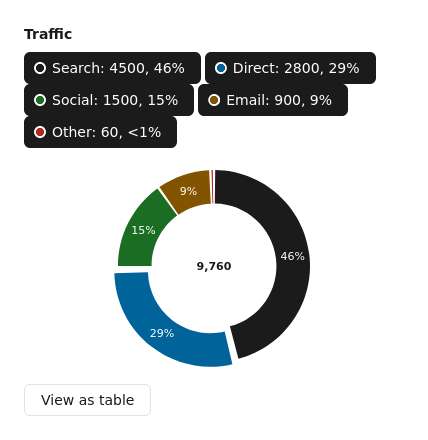 Traffic
Search: 4500, 46%
Direct: 2800, 29%
Social: 1500, 15%
Email: 900, 9%
Other: 60, <1%
9%
15%
46%
9,760
29%
View as table